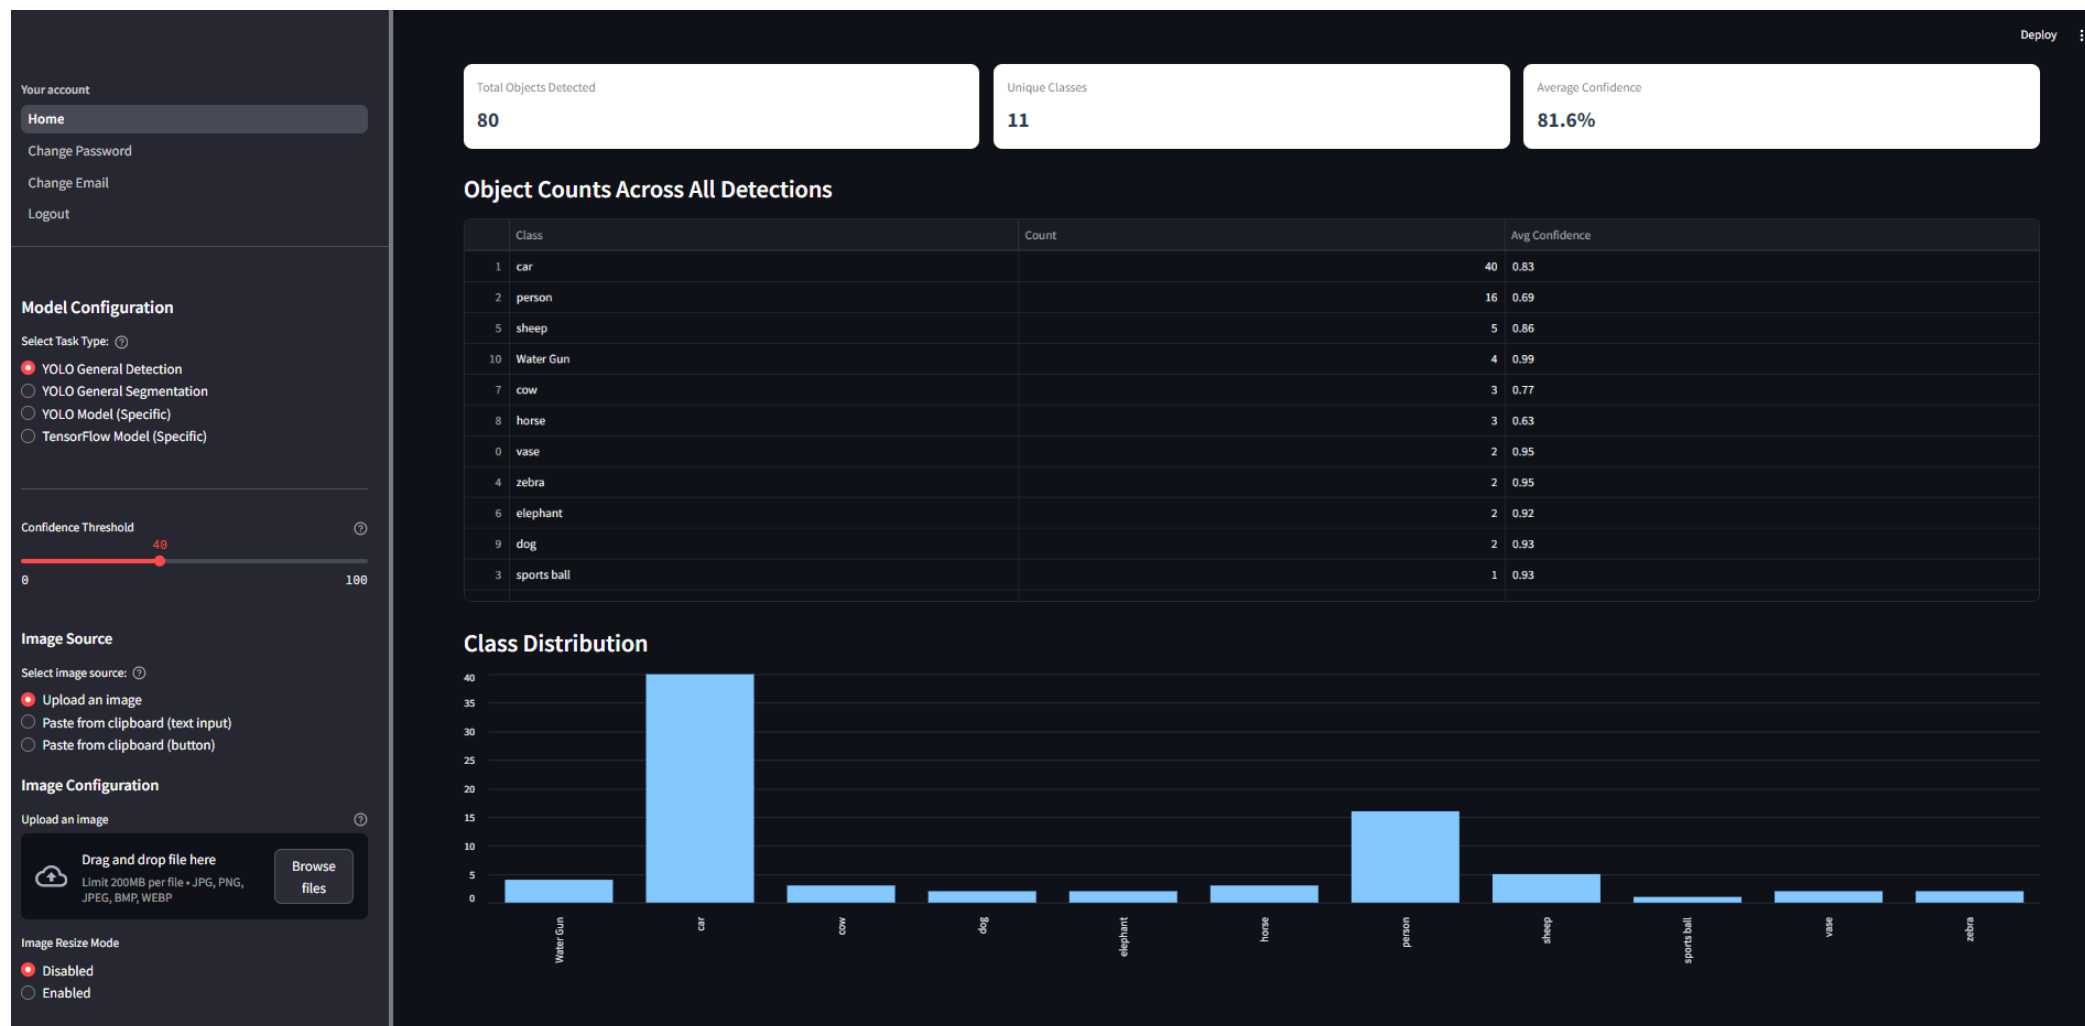 Your account
Home
Change Password
Change Email
Logout
Model Configuration
Select Task Type:
YOLO General Detection
YOLO General Segmentation
YOLO Model (Specific)
TensorFlow Model (Specific)
Confidence Threshold
40
0 100
Image Source
Select image source:
Upload an image
Paste from clipboard (text input)
Paste from clipboard (button)
Image Configuration
Upload an image
Drag and drop file here
Limit 200MB per file • JPG, PNG,
JPEG, BMP, WEBP
Browse
files
Image Resize Mode
Disabled
Enabled
Deploy
Total Objects Detected
80
Unique Classes
11
Average Confidence
81.6%
Object Counts Across All Detections
Class Count Avg Confidence
1 car 40 0.83
2 person 16 0.69
5 sheep 5 0.86
10 Water Gun 4 0.99
7 cow 3 0.77
8 horse 3 0.63
0 vase 2 0.95
4 zebra 2 0.95
6 elephant 2 0.92
9 dog 2 0.93
3 sports ball 1 0.93
Class Distribution
40
35
30
25
20
15
10
5
0
Water Gun
car
cow
dog
elephant
horse
person
sheep
sports ball
vase
zebra